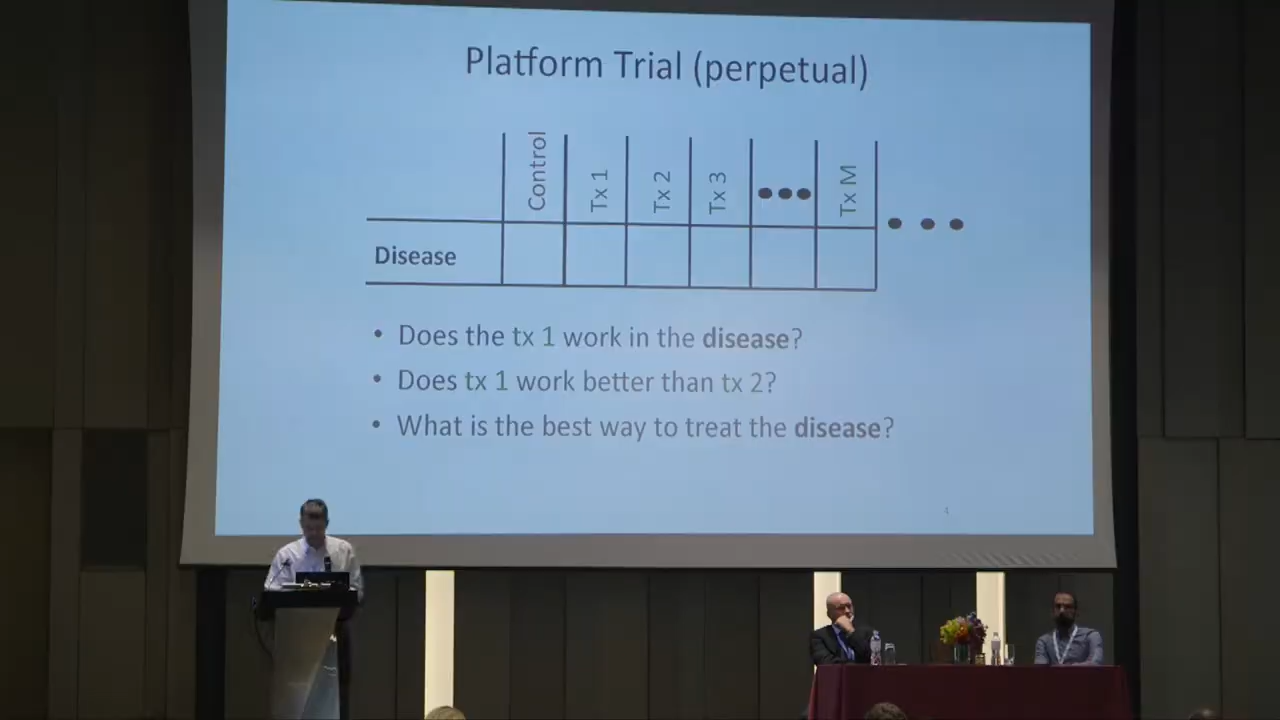 Platform Trial (perpetual)
Control
Tx 1
Tx 2
Tx 3
•••
Tx M
• • •
Disease
• Does the tx 1 work in the disease?
• Does tx 1 work better than tx 2?
• What is the best way to treat the disease?
4